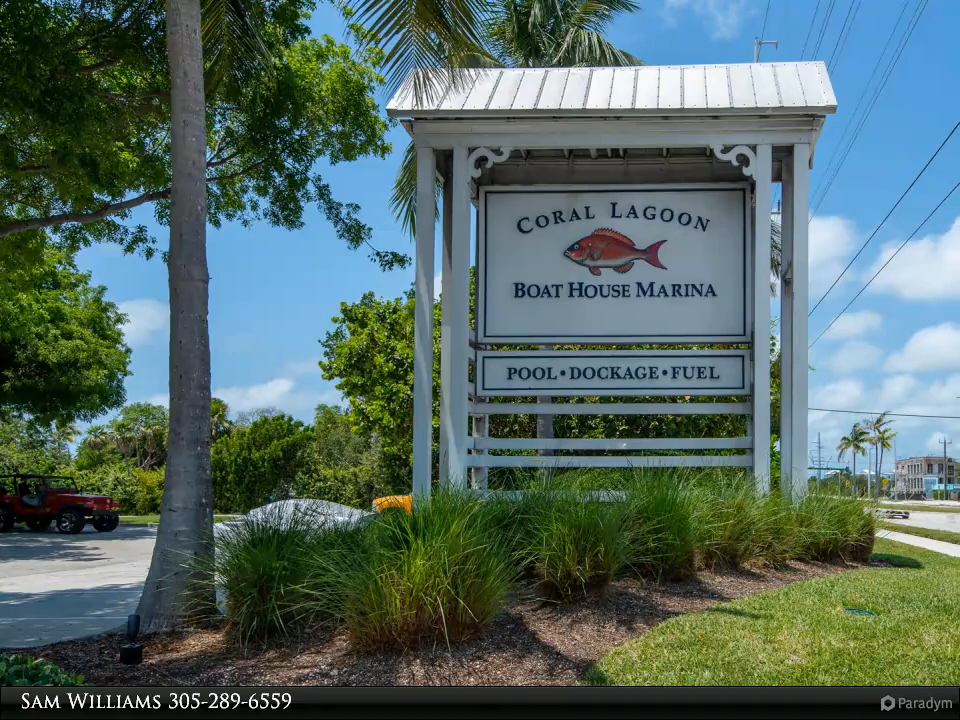 CORAL LAGOON
BOAT HOUSE MARINA
POOL • DOCKAGE • FUEL
SAM WILLIAMS 305-289-6559
Paradym